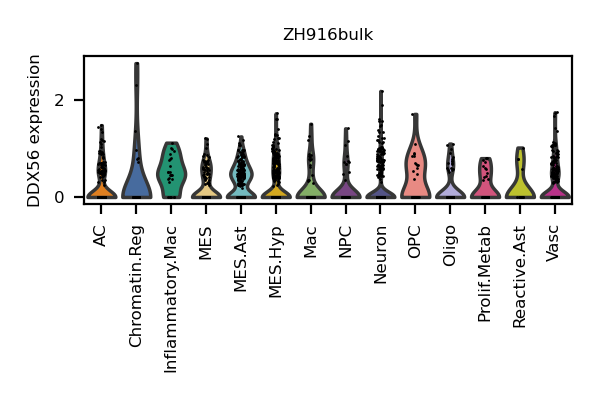 ZH916bulk
DDX56 expression
2
0
AC
Chromatin.Reg
Inflammatory.Mac
MES
MES.Ast
MES.Hyp
Mac
NPC
Neuron
OPC
Oligo
Prolif.Metab
Reactive.Ast
Vasc